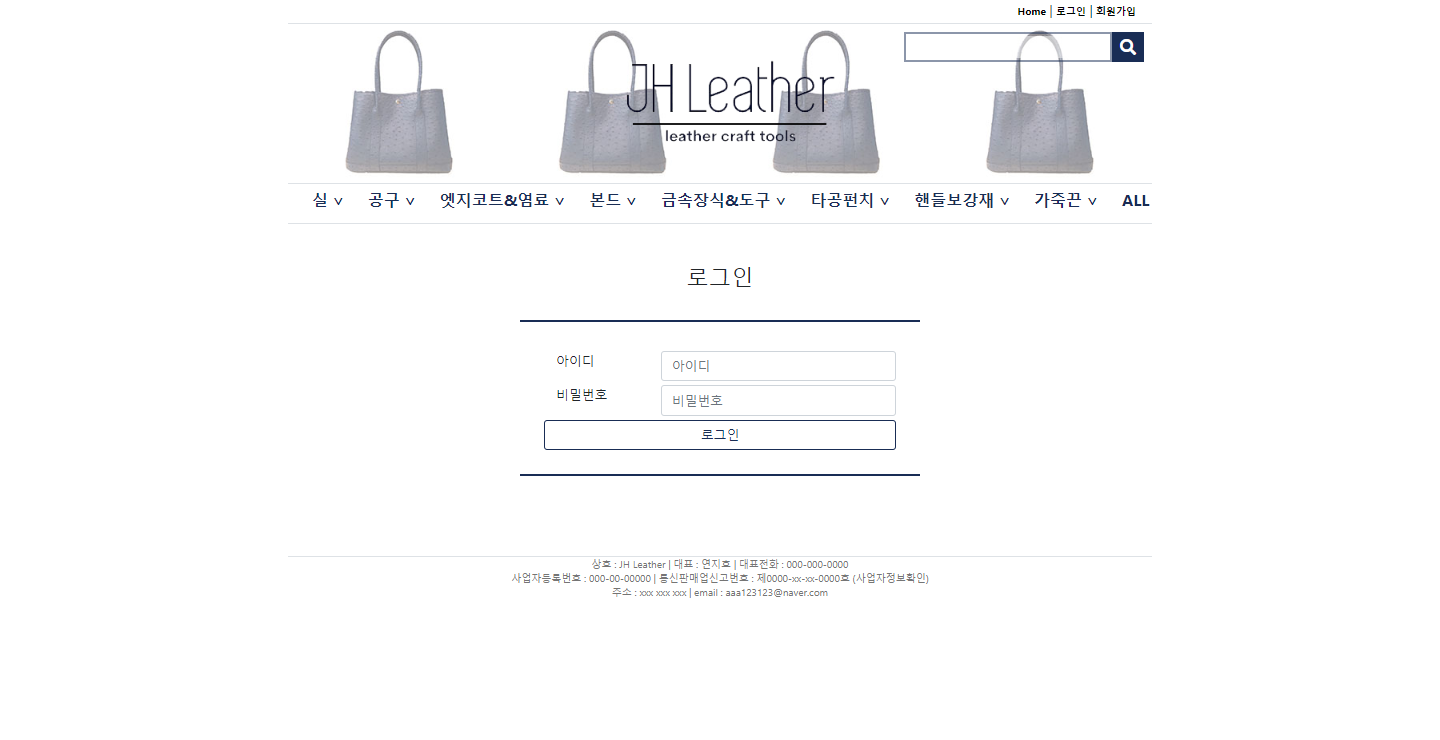 Home | 로그인 | 회원가입
JH Leather
leather craft tools
실 ∨ 공구 ∨ 엣지코트&염료 ∨ 본드 ∨ 금속장식&도구 ∨ 타공펀치 ∨ 핸들보강재 ∨ 가죽끈 ∨ ALL
로그인
아이디 아이디
비밀번호 비밀번호
로그인
상호 : JH Leather | 대표 : 연지호 | 대표전화 : 000-000-0000
사업자등록번호 : 000-00-00000 | 통신판매업신고번호 : 제0000-xx-xx-0000호 (사업자정보확인)
주소 : xxx xxx xxx | email : aaa123123@naver.com